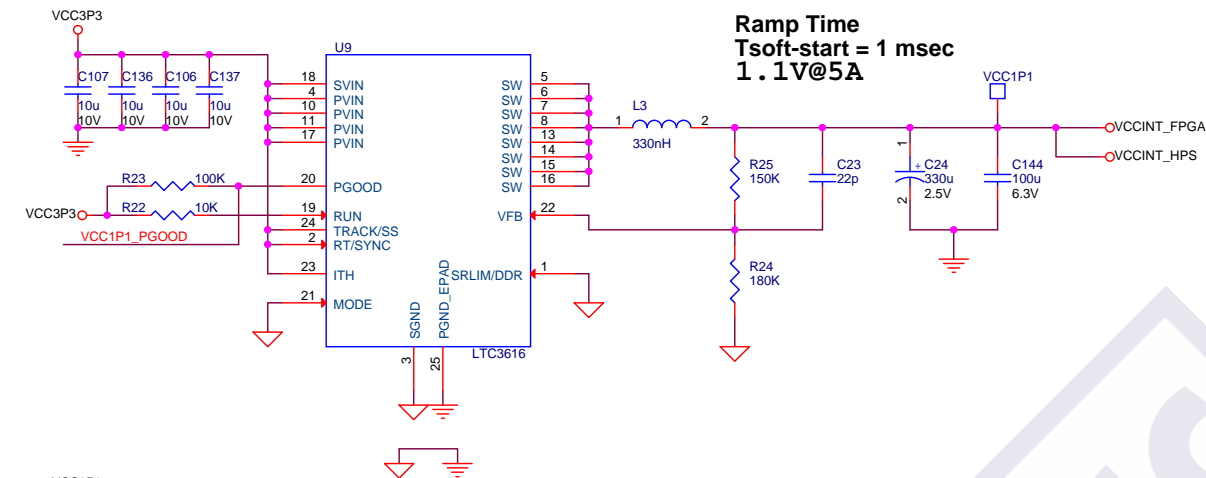 VCC3P3
Ramp Time
Tsoft-start = 1 msec
1.1V@5A
C107
C136
C106
C137
10u
10u
10u
10u
10V
10V
10V
10V
U9
18
SVIN
4
PVIN
10
PVIN
11
PVIN
17
PVIN
20
PGOOD
19
RUN
24
TRACK/SS
2
RT/SYNC
23
ITH
21
MODE
SW
5
SW
6
SW
7
SW
8
SW
13
SW
14
SW
15
SW
16
VFB
22
SRLIM/DDR
1
SGND
PGND_EPAD
3
25
LTC3616
R23
100K
VCC3P3
R22
10K
VCC1P1_PGOOD
L3
1
2
330nH
R25
150K
C23
22p
R24
180K
1
+
2
C24
330u
2.5V
C144
100u
6.3V
VCC1P1
VCCINT_FPGA
VCCINT_HPS